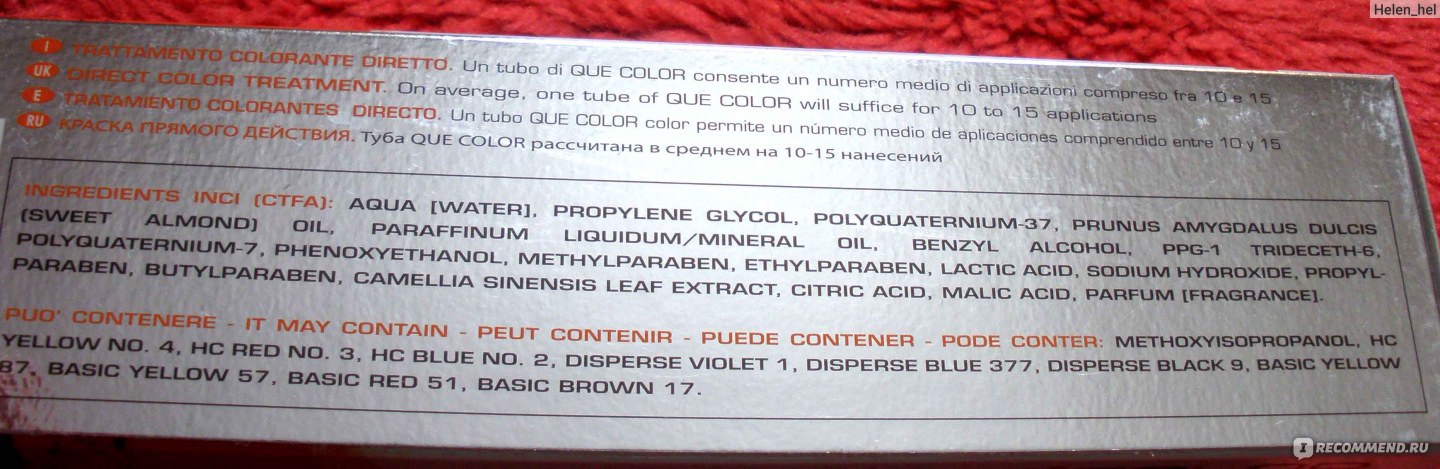 Helen_hel
I TRATTAMENTO COLORANTE DIRETTO. Un tubo di QUE COLOR consente un numero medio di applicazioni compreso fra 10 e 15
UK DIRECT COLOR TREATMENT. On average, one tube of QUE COLOR will suffice for 10 to 15 applications
E TRATAMIENTO COLORANTES DIRECTO. Un tubo QUE COLOR color permite un número medio de aplicaciones comprendido entre 10 y 15
RU КРАСКА ПРЯМОГО ДЕЙСТВИЯ. Туба QUE COLOR рассчитана в среднем на 10-15 нанесений
INGREDIENTS INCI (CTFA): AQUA [WATER], PROPYLENE GLYCOL, POLYQUATERNIUM-37, PRUNUS AMYGDALUS DULCIS
(SWEET ALMOND) OIL, PARAFFINUM LIQUIDUM/MINERAL OIL, BENZYL ALCOHOL, PPG-1 TRIDECETH-6,
POLYQUATERNIUM-7, PHENOXYETHANOL, METHYLPARABEN, ETHYLPARABEN, LACTIC ACID, SODIUM HYDROXIDE, PROPYL-
PARABEN, BUTYLPARABEN, CAMELLIA SINENSIS LEAF EXTRACT, CITRIC ACID, MALIC ACID, PARFUM [FRAGRANCE].
PUO' CONTENERE - IT MAY CONTAIN - PEUT CONTENIR - PUEDE CONTENER - PODE CONTER: METHOXYISOPROPANOL, HC
YELLOW NO. 4, HC RED NO. 3, HC BLUE NO. 2, DISPERSE VIOLET 1, DISPERSE BLUE 377, DISPERSE BLACK 9, BASIC YELLOW
87, BASIC YELLOW 57, BASIC RED 51, BASIC BROWN 17.
IRECOMMEND.RU